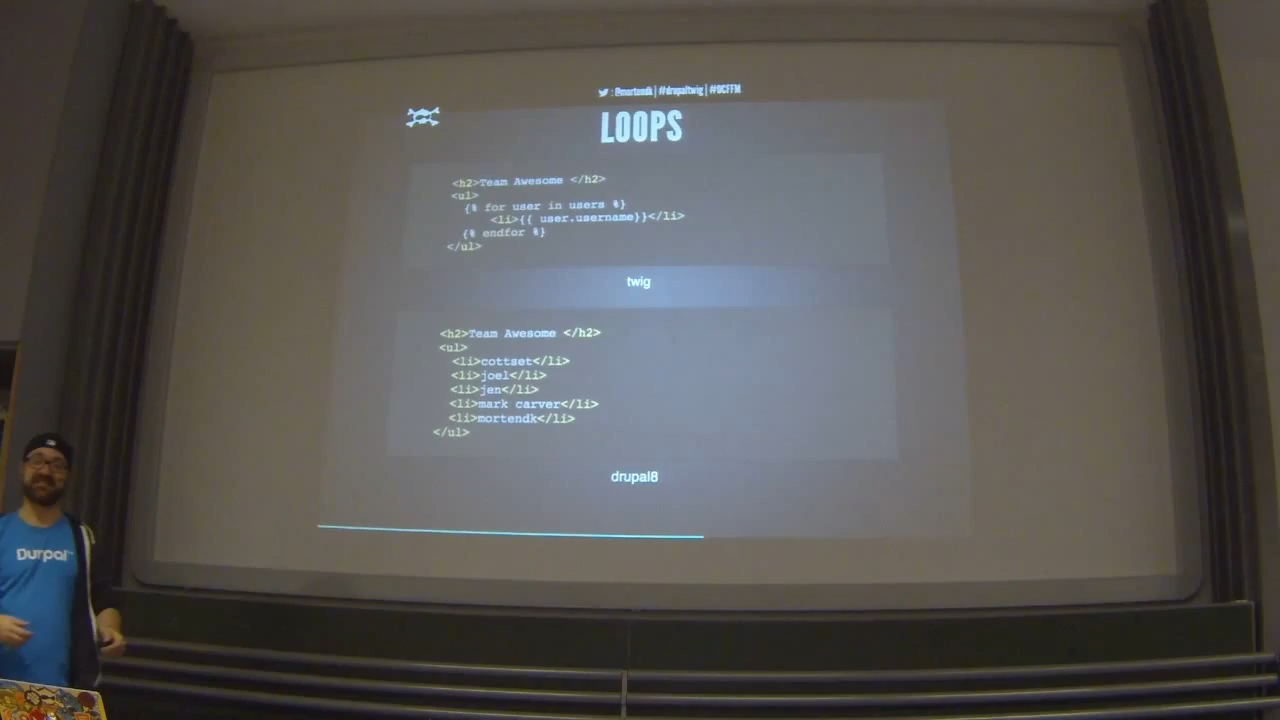 : @mortendk | #drupaltwig | #DCFFM
LOOPS
<h2>Team Awesome </h2>
<ul>
{% for user in users %}
<li>{{ user.username}}</li>
{% endfor %}
</ul>
twig
<h2>Team Awesome </h2>
<ul>
<li>cottset</li>
<li>joel</li>
<li>jen</li>
<li>mark carver</li>
<li>mortendk</li>
</ul>
drupal8
Durpal™